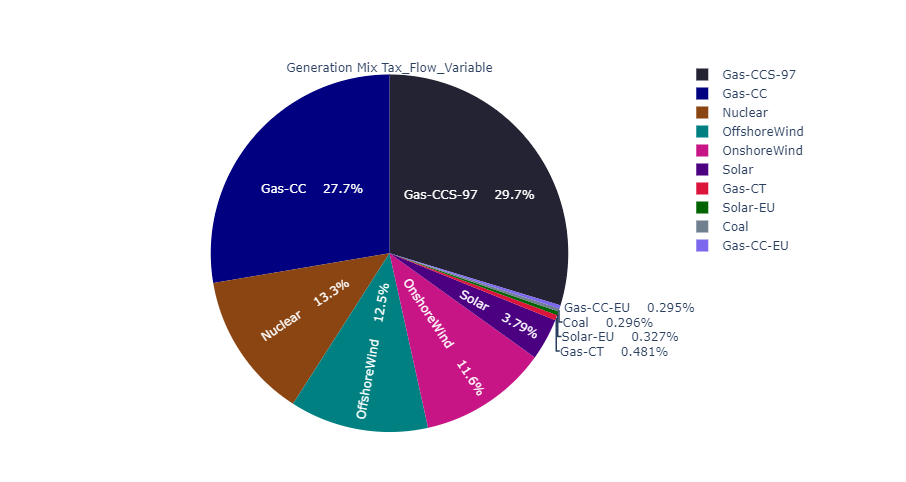 Generation Mix Tax_Flow_Variable
Gas-CCS-97
Gas-CC
Nuclear
OffshoreWind
OnshoreWind
Solar
Gas-CT
Solar-EU
Coal
Gas-CC-EU
Gas-CC 27.7%
Gas-CCS-97 29.7%
Nuclear 13.3%
OffshoreWind 12.5%
OnshoreWind 11.6%
Solar 3.79%
Gas-CC-EU 0.295%
Coal 0.296%
Solar-EU 0.327%
Gas-CT 0.481%